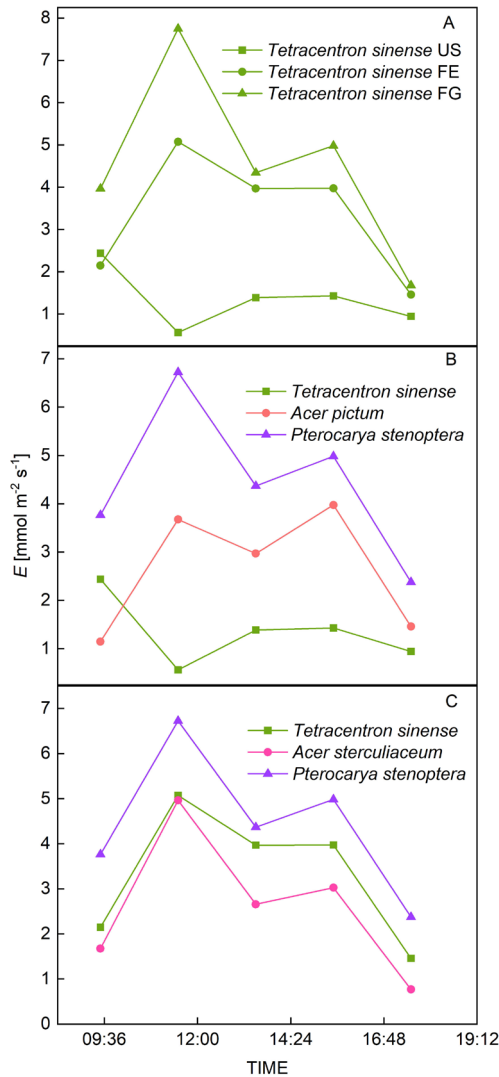 8
7
6
5
4
3
2
1
A
Tetracentron sinense US
Tetracentron sinense FE
Tetracentron sinense FG
E [mmol m⁻² s⁻¹]
7
6
5
4
3
2
1
B
Tetracentron sinense
Acer pictum
Pterocarya stenoptera
7
6
5
4
3
2
1
0
C
Tetracentron sinense
Acer sterculiaceum
Pterocarya stenoptera
09:36 12:00 14:24 16:48 19:12
TIME